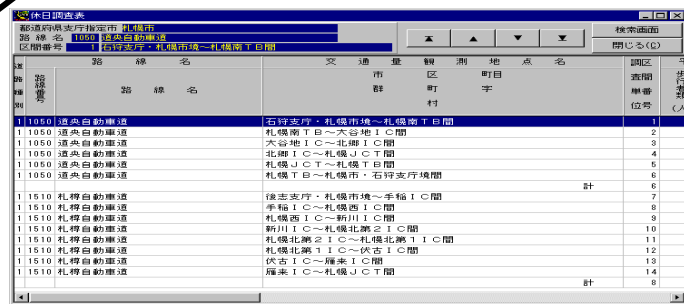 休日調査表
都道府県支庁指定市 札幌市
路線名 1050 道央自動車道
区間番号 1 石狩支庁・札幌市境～札幌南TB間
検索画面
閉じる(C)
道路種別 路線番号 路線名 交通量観測地点名 調査単位 区間番号
路線名 市郡 区町村 町目字
1 1050 道央自動車道 石狩支庁・札幌市境～札幌南TB間 1
1 1050 道央自動車道 札幌南TB～大谷地IC間 2
1 1050 道央自動車道 大谷地IC～北郷IC間 3
1 1050 道央自動車道 北郷IC～札幌JCT間 4
1 1050 道央自動車道 札幌JCT～札幌TB間 5
1 1050 道央自動車道 札幌TB～札幌市・石狩支庁境間 6
計 6
1 1510 札樽自動車道 後志支庁・札幌市境～手稲IC間 7
1 1510 札樽自動車道 手稲IC～札幌西IC間 8
1 1510 札樽自動車道 札幌西IC～新川IC間 9
1 1510 札樽自動車道 新川IC～札幌北第2IC間 10
1 1510 札樽自動車道 札幌北第2IC～札幌北第1IC間 11
1 1510 札樽自動車道 札幌北第1IC～伏古IC間 12
1 1510 札樽自動車道 伏古IC～雁来IC間 13
1 1510 札樽自動車道 雁来IC～札幌JCT間 14
計 8